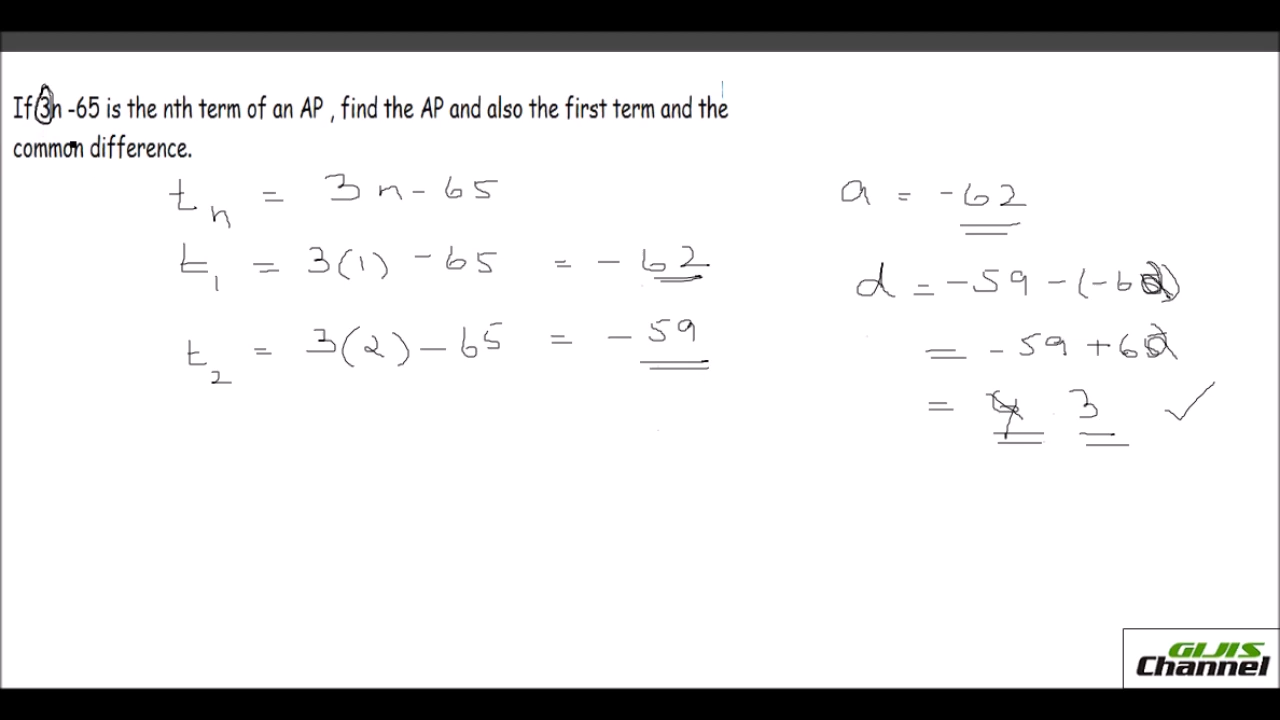 If 3n -65 is the nth term of an AP , find the AP and also the first term and the
common difference.
tn = 3n - 65
t1 = 3(1) - 65 = - 62
t2 = 3(2) - 65 = - 59
a = -62
d = -59 - (-62)
= - 59 + 62
= 3
GIJIS
Channel